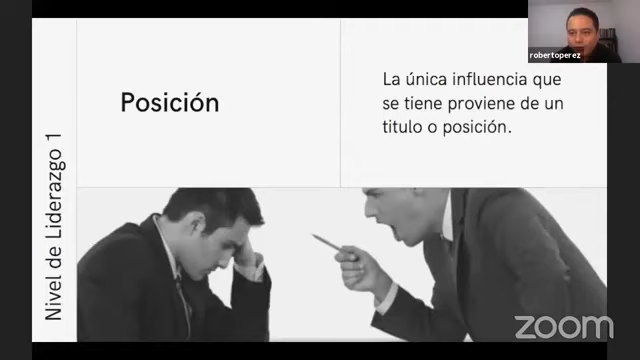 robertoperez
Nivel de Liderazgo 1
Posición
La única influencia que
se tiene proviene de un
titulo o posición.
zoom